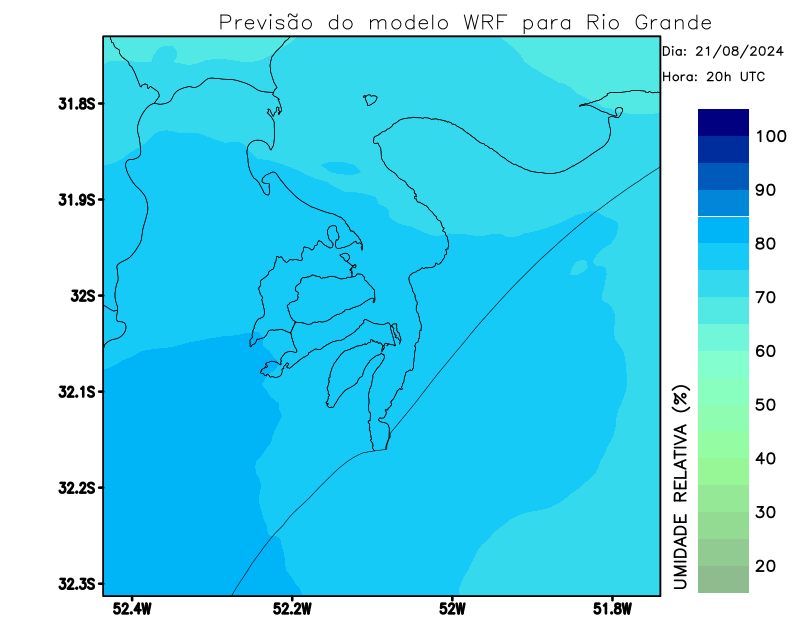 Previsão do modelo WRF para Rio Grande
Dia: 21/08/2024
Hora: 20h UTC
31.8S
31.9S
32S
32.1S
32.2S
32.3S
52.4W
52.2W
52W
51.8W
100
90
80
70
60
50
40
30
20
UMIDADE RELATIVA (%)